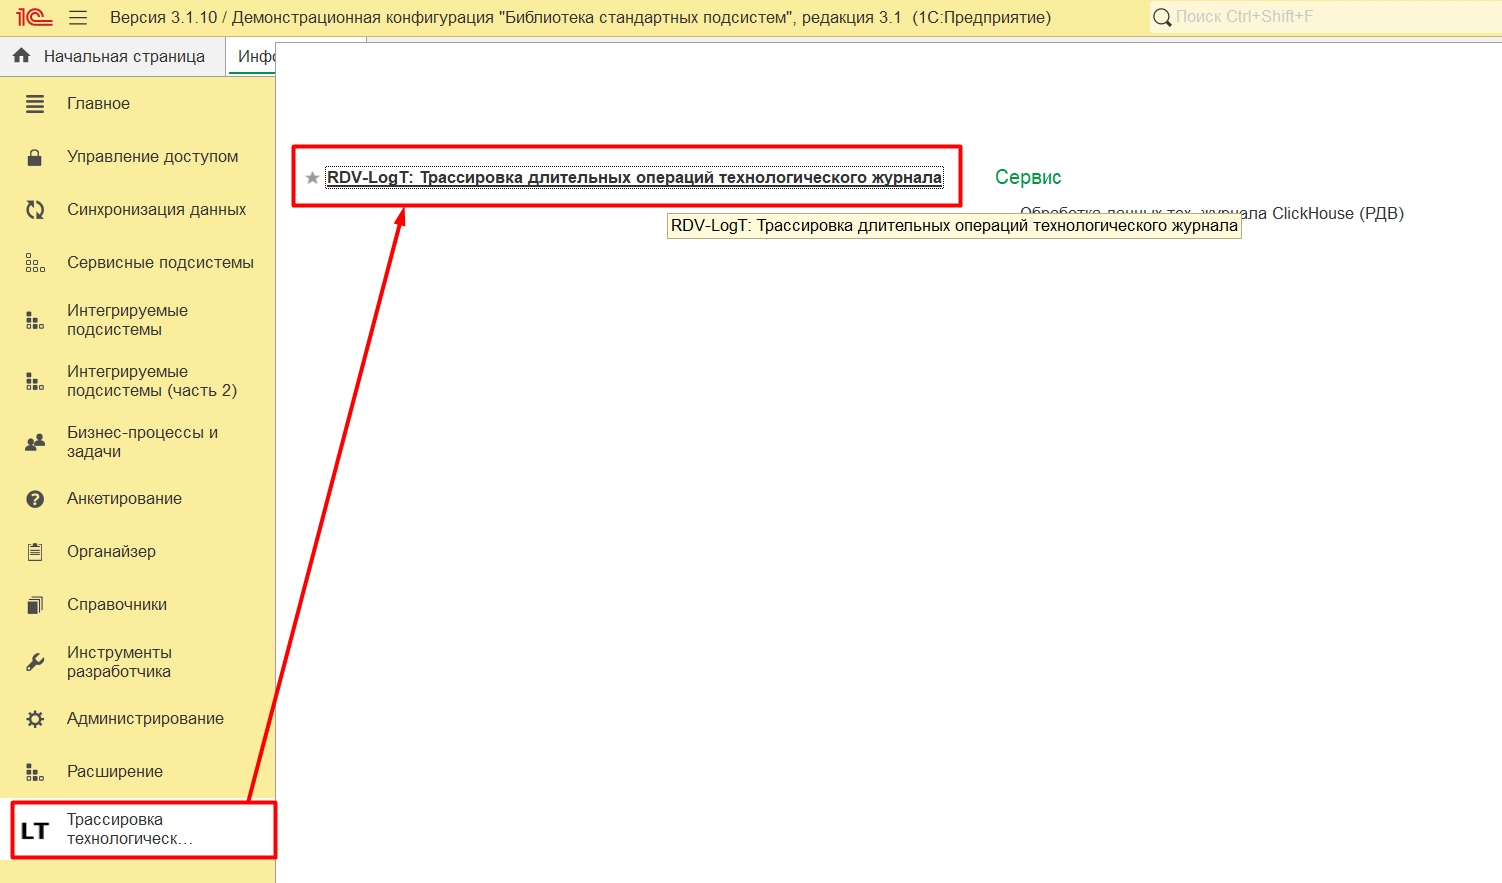 1С
Версия 3.1.10 / Демонстрационная конфигурация "Библиотека стандартных подсистем", редакция 3.1 (1С:Предприятие)
Поиск Ctrl+Shift+F
Начальная страница
Инфо
Главное
Управление доступом
Синхронизация данных
Сервисные подсистемы
Интегрируемые
подсистемы
Интегрируемые
подсистемы (часть 2)
Бизнес-процессы и
задачи
Анкетирование
Органайзер
Справочники
Инструменты
разработчика
Администрирование
Расширение
LT
Трассировка
технологическ...
RDV-LogT: Трассировка длительных операций технологического журнала
Сервис
Обработка данных тех. журнала ClickHouse (РДВ)
RDV-LogT: Трассировка длительных операций технологического журнала